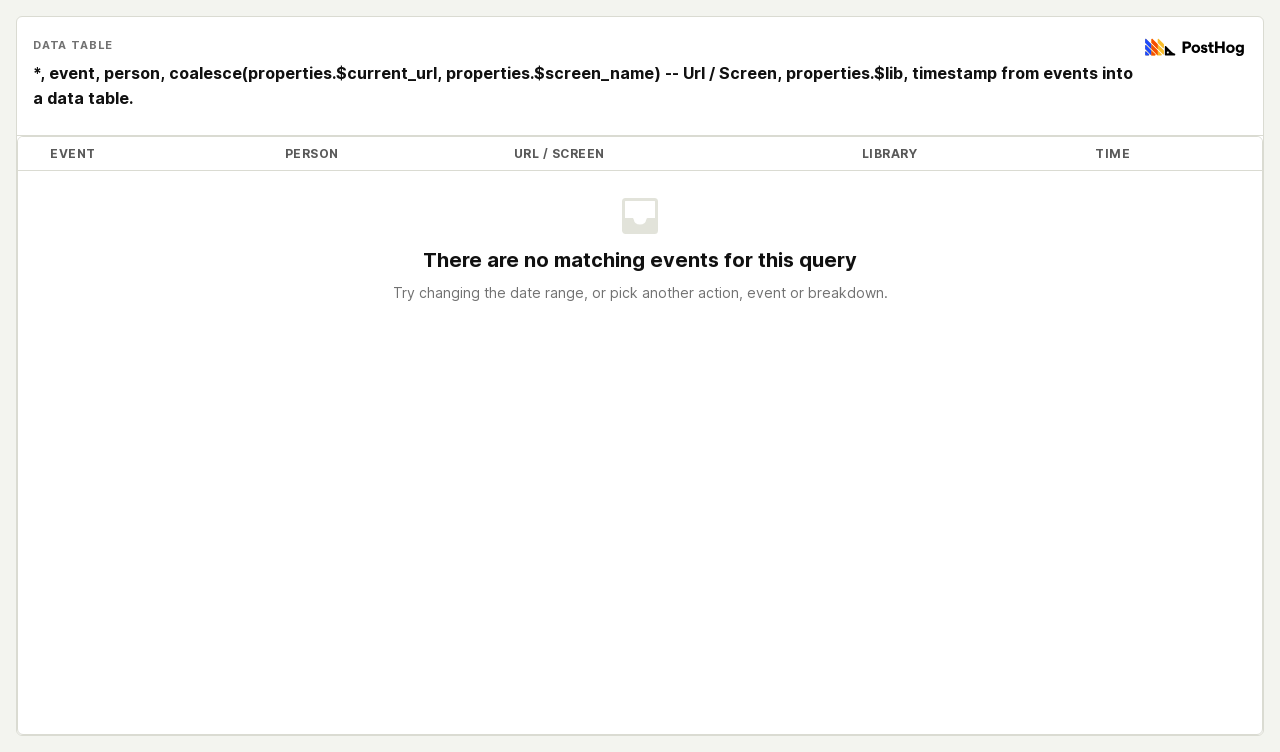 DATA TABLE
PostHog
*, event, person, coalesce(properties.$current_url, properties.$screen_name) -- Url / Screen, properties.$lib, timestamp from events into
a data table.
EVENT PERSON URL / SCREEN LIBRARY TIME
There are no matching events for this query
Try changing the date range, or pick another action, event or breakdown.